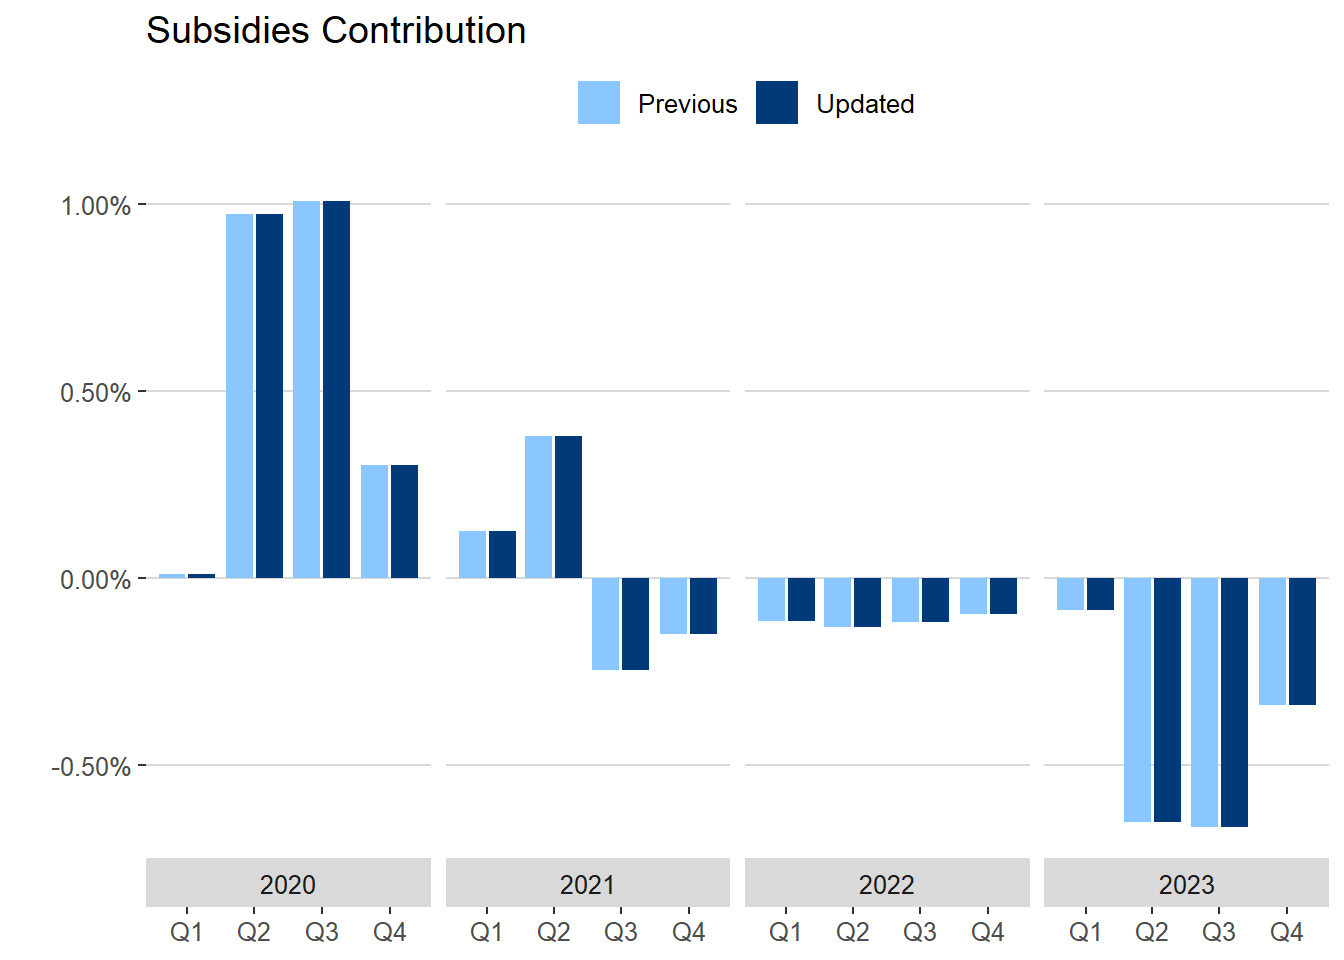 Subsidies Contribution
Previous Updated
1.00%
0.50%
0.00%
-0.50%
2020 2021 2022 2023
Q1 Q2 Q3 Q4 Q1 Q2 Q3 Q4 Q1 Q2 Q3 Q4 Q1 Q2 Q3 Q4